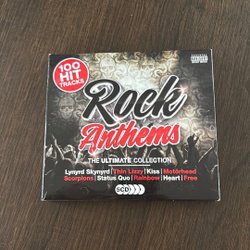 100
HIT
TRACKS
Rock
Anthems
THE ULTIMATE COLLECTION
Lynyrd Skynyrd | Thin Lizzy | Kiss | Motörhead
Scorpions | Status Quo | Rainbow | Heart | Free
5CD